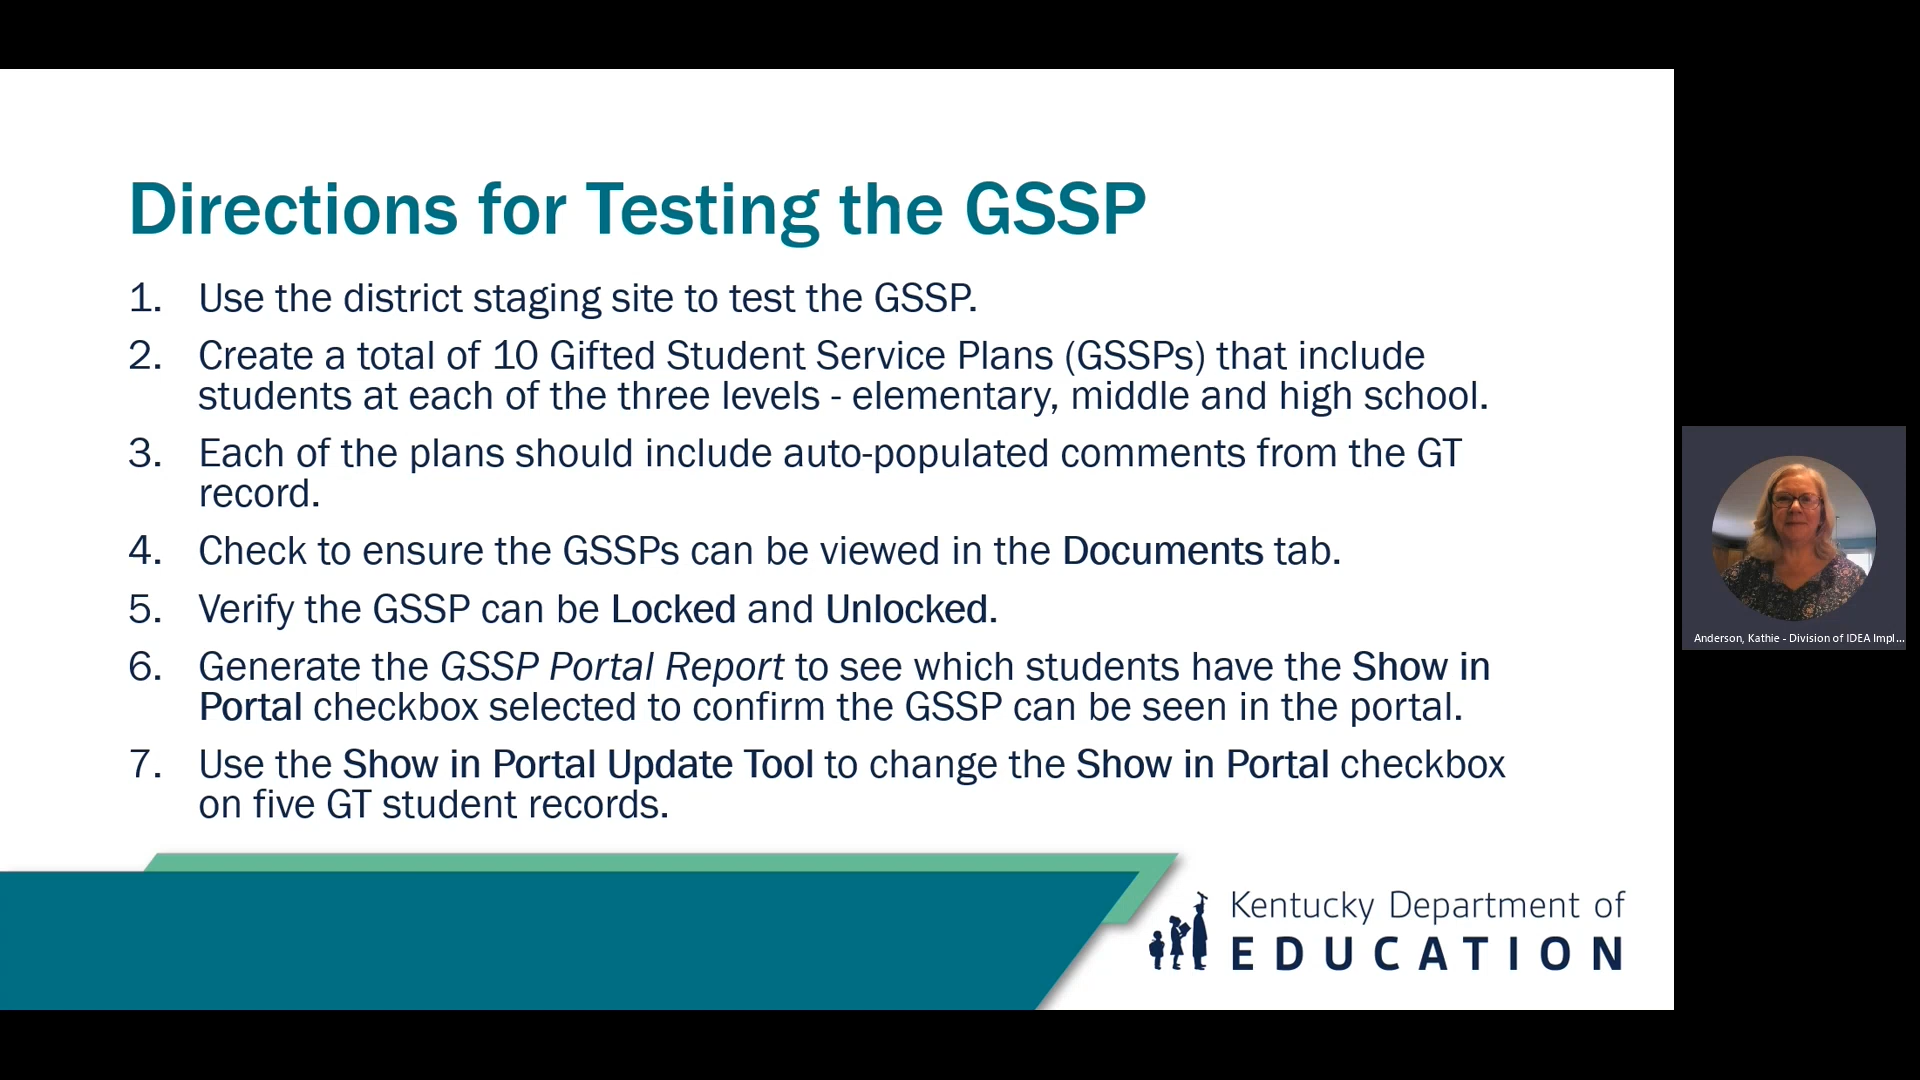 Directions for Testing the GSSP
1. Use the district staging site to test the GSSP.
2. Create a total of 10 Gifted Student Service Plans (GSSPs) that include
students at each of the three levels - elementary, middle and high school.
3. Each of the plans should include auto-populated comments from the GT
record.
4. Check to ensure the GSSPs can be viewed in the Documents tab.
5. Verify the GSSP can be Locked and Unlocked.
6. Generate the GSSP Portal Report to see which students have the Show in
Portal checkbox selected to confirm the GSSP can be seen in the portal.
7. Use the Show in Portal Update Tool to change the Show in Portal checkbox
on five GT student records.
Kentucky Department of
EDUCATION
Anderson, Kathie - Division of IDEA Impl...